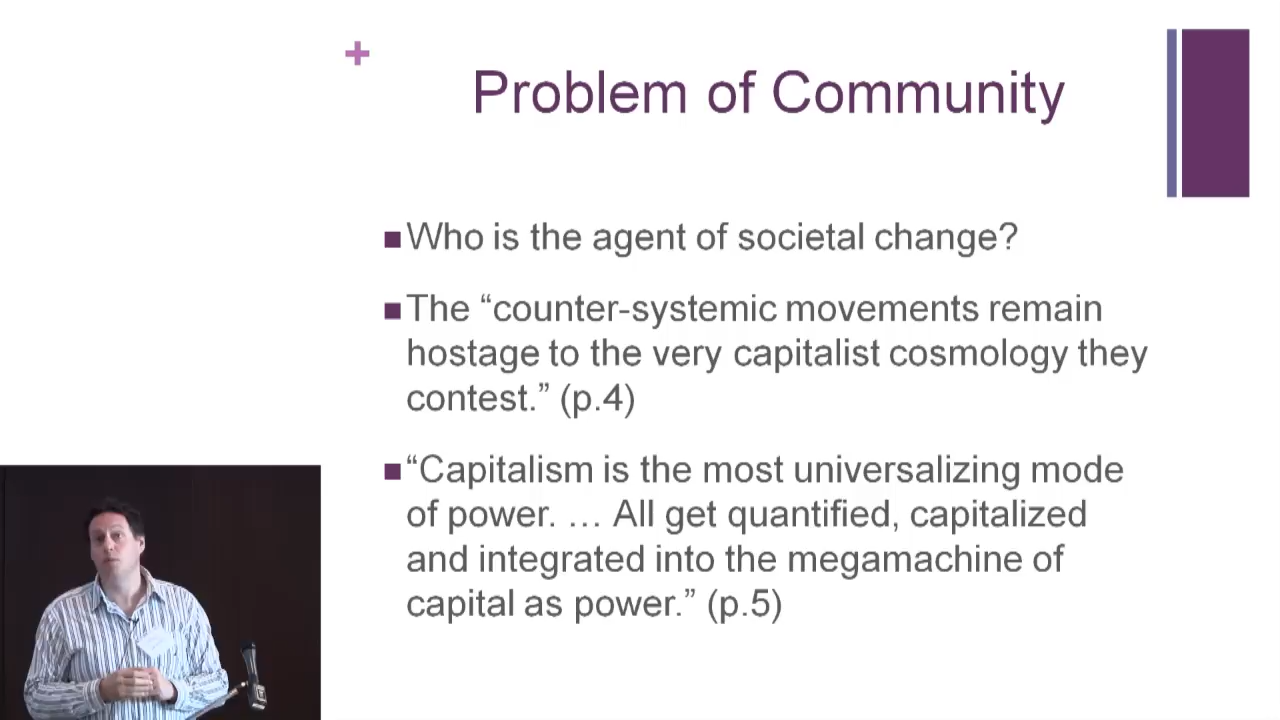 Problem of Community
Who is the agent of societal change?
The “counter-systemic movements remain
hostage to the very capitalist cosmology they
contest.” (p.4)
“Capitalism is the most universalizing mode
of power. … All get quantified, capitalized
and integrated into the megamachine of
capital as power.” (p.5)